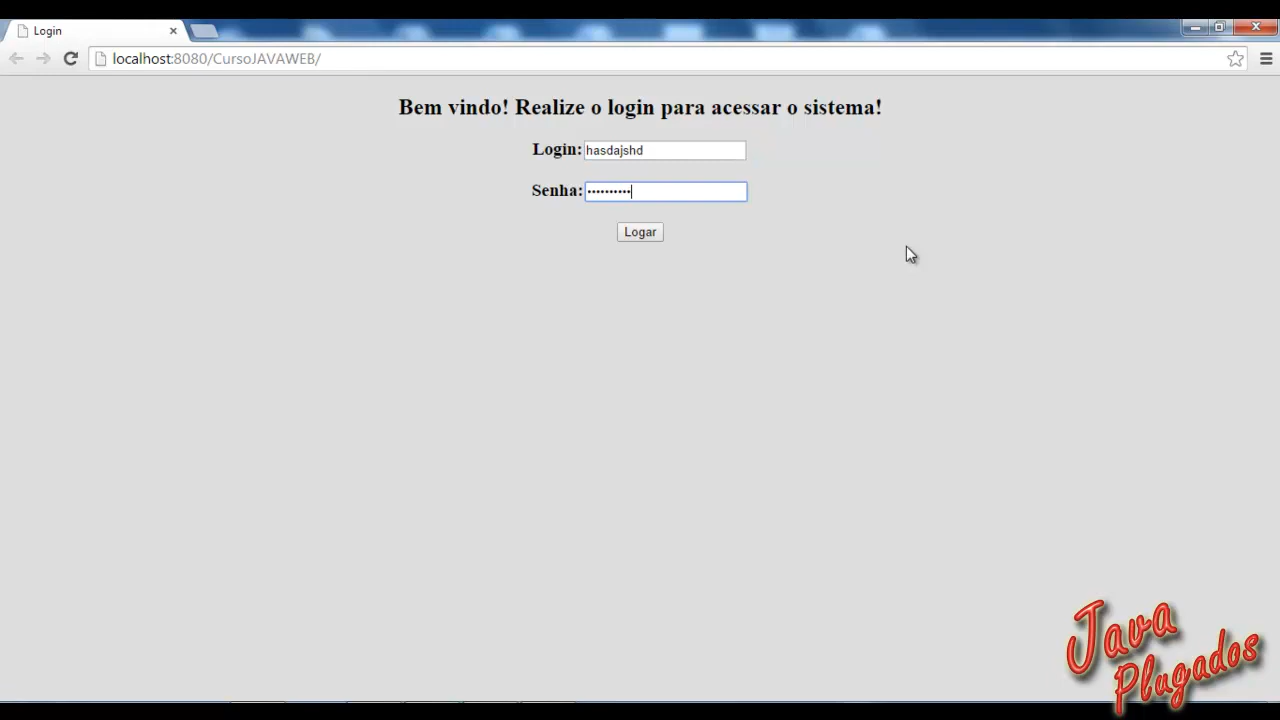 Login
localhost:8080/CursoJAVAWEB/
Bem vindo! Realize o login para acessar o sistema!
Login: hasdajshd
Senha: ••••••••••
Logar
Java
Plugados